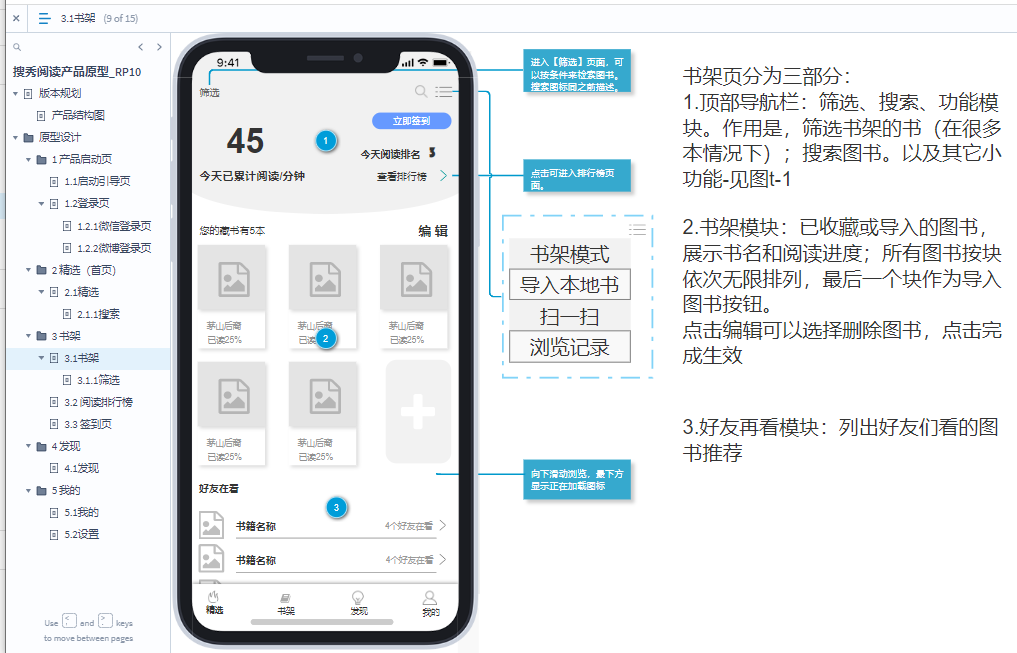 3.1书架 (9 of 15)
搜秀阅读产品原型_RP10
版本规划
产品结构图
原型设计
1 产品启动页
1.1启动引导页
1.2登录页
1.2.1微信登录页
1.2.2微博登录页
2 精选（首页）
2.1精选
2.1.1搜索
3 书架
3.1书架
3.1.1筛选
3.2 阅读排行榜
3.3 签到页
4 发现
4.1发现
5 我的
5.1我的
5.2设置
Use < and > keys
to move between pages
9:41
筛选
立即签到
45
1
今天阅读排名 3
今天已累计阅读/分钟
查看排行榜
您的藏书有5本
编 辑
茅山后裔
已读25%
茅山后裔
已读25%
茅山后裔
已读25%
2
茅山后裔
已读25%
茅山后裔
已读25%
好友在看
3
书籍名称
4个好友在看
书籍名称
4个好友在看
精选
书架
发现
我的
进入【筛选】页面，可
以按条件来检索图书。
搜索图标同之前描述。
点击可进入排行榜页
面。
书架模式
导入本地书
扫一扫
浏览记录
向下滑动浏览，最下方
显示正在加载图标
书架页分为三部分：
1.顶部导航栏：筛选、搜索、功能模
块。作用是，筛选书架的书（在很多
本情况下）；搜索图书。以及其它小
功能-见图t-1
2.书架模块：已收藏或导入的图书，
展示书名和阅读进度；所有图书按块
依次无限排列，最后一个块作为导入
图书按钮。
点击编辑可以选择删除图书，点击完
成生效
3.好友再看模块：列出好友们看的图
书推荐